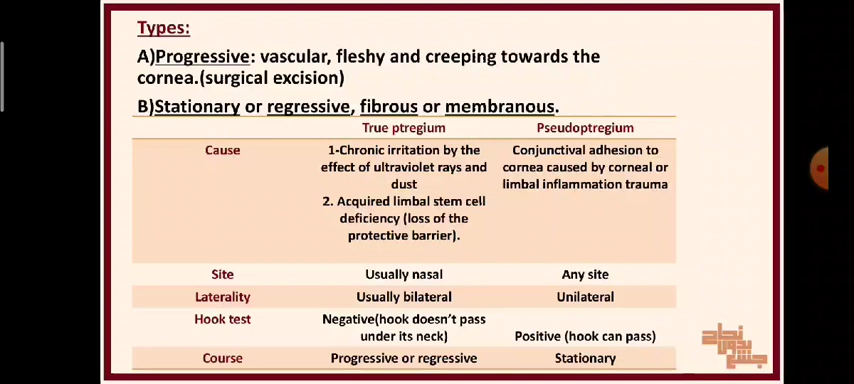 Types:
A)Progressive: vascular, fleshy and creeping towards the
cornea.(surgical excision)
B)Stationary or regressive, fibrous or membranous.
True ptregium Pseudoptregium
Cause 1-Chronic irritation by the effect of ultraviolet rays and dust 2. Acquired limbal stem cell deficiency (loss of the protective barrier). Conjunctival adhesion to cornea caused by corneal or limbal inflammation trauma
Site Usually nasal Any site
Laterality Usually bilateral Unilateral
Hook test Negative(hook doesn't pass under its neck) Positive (hook can pass)
Course Progressive or regressive Stationary